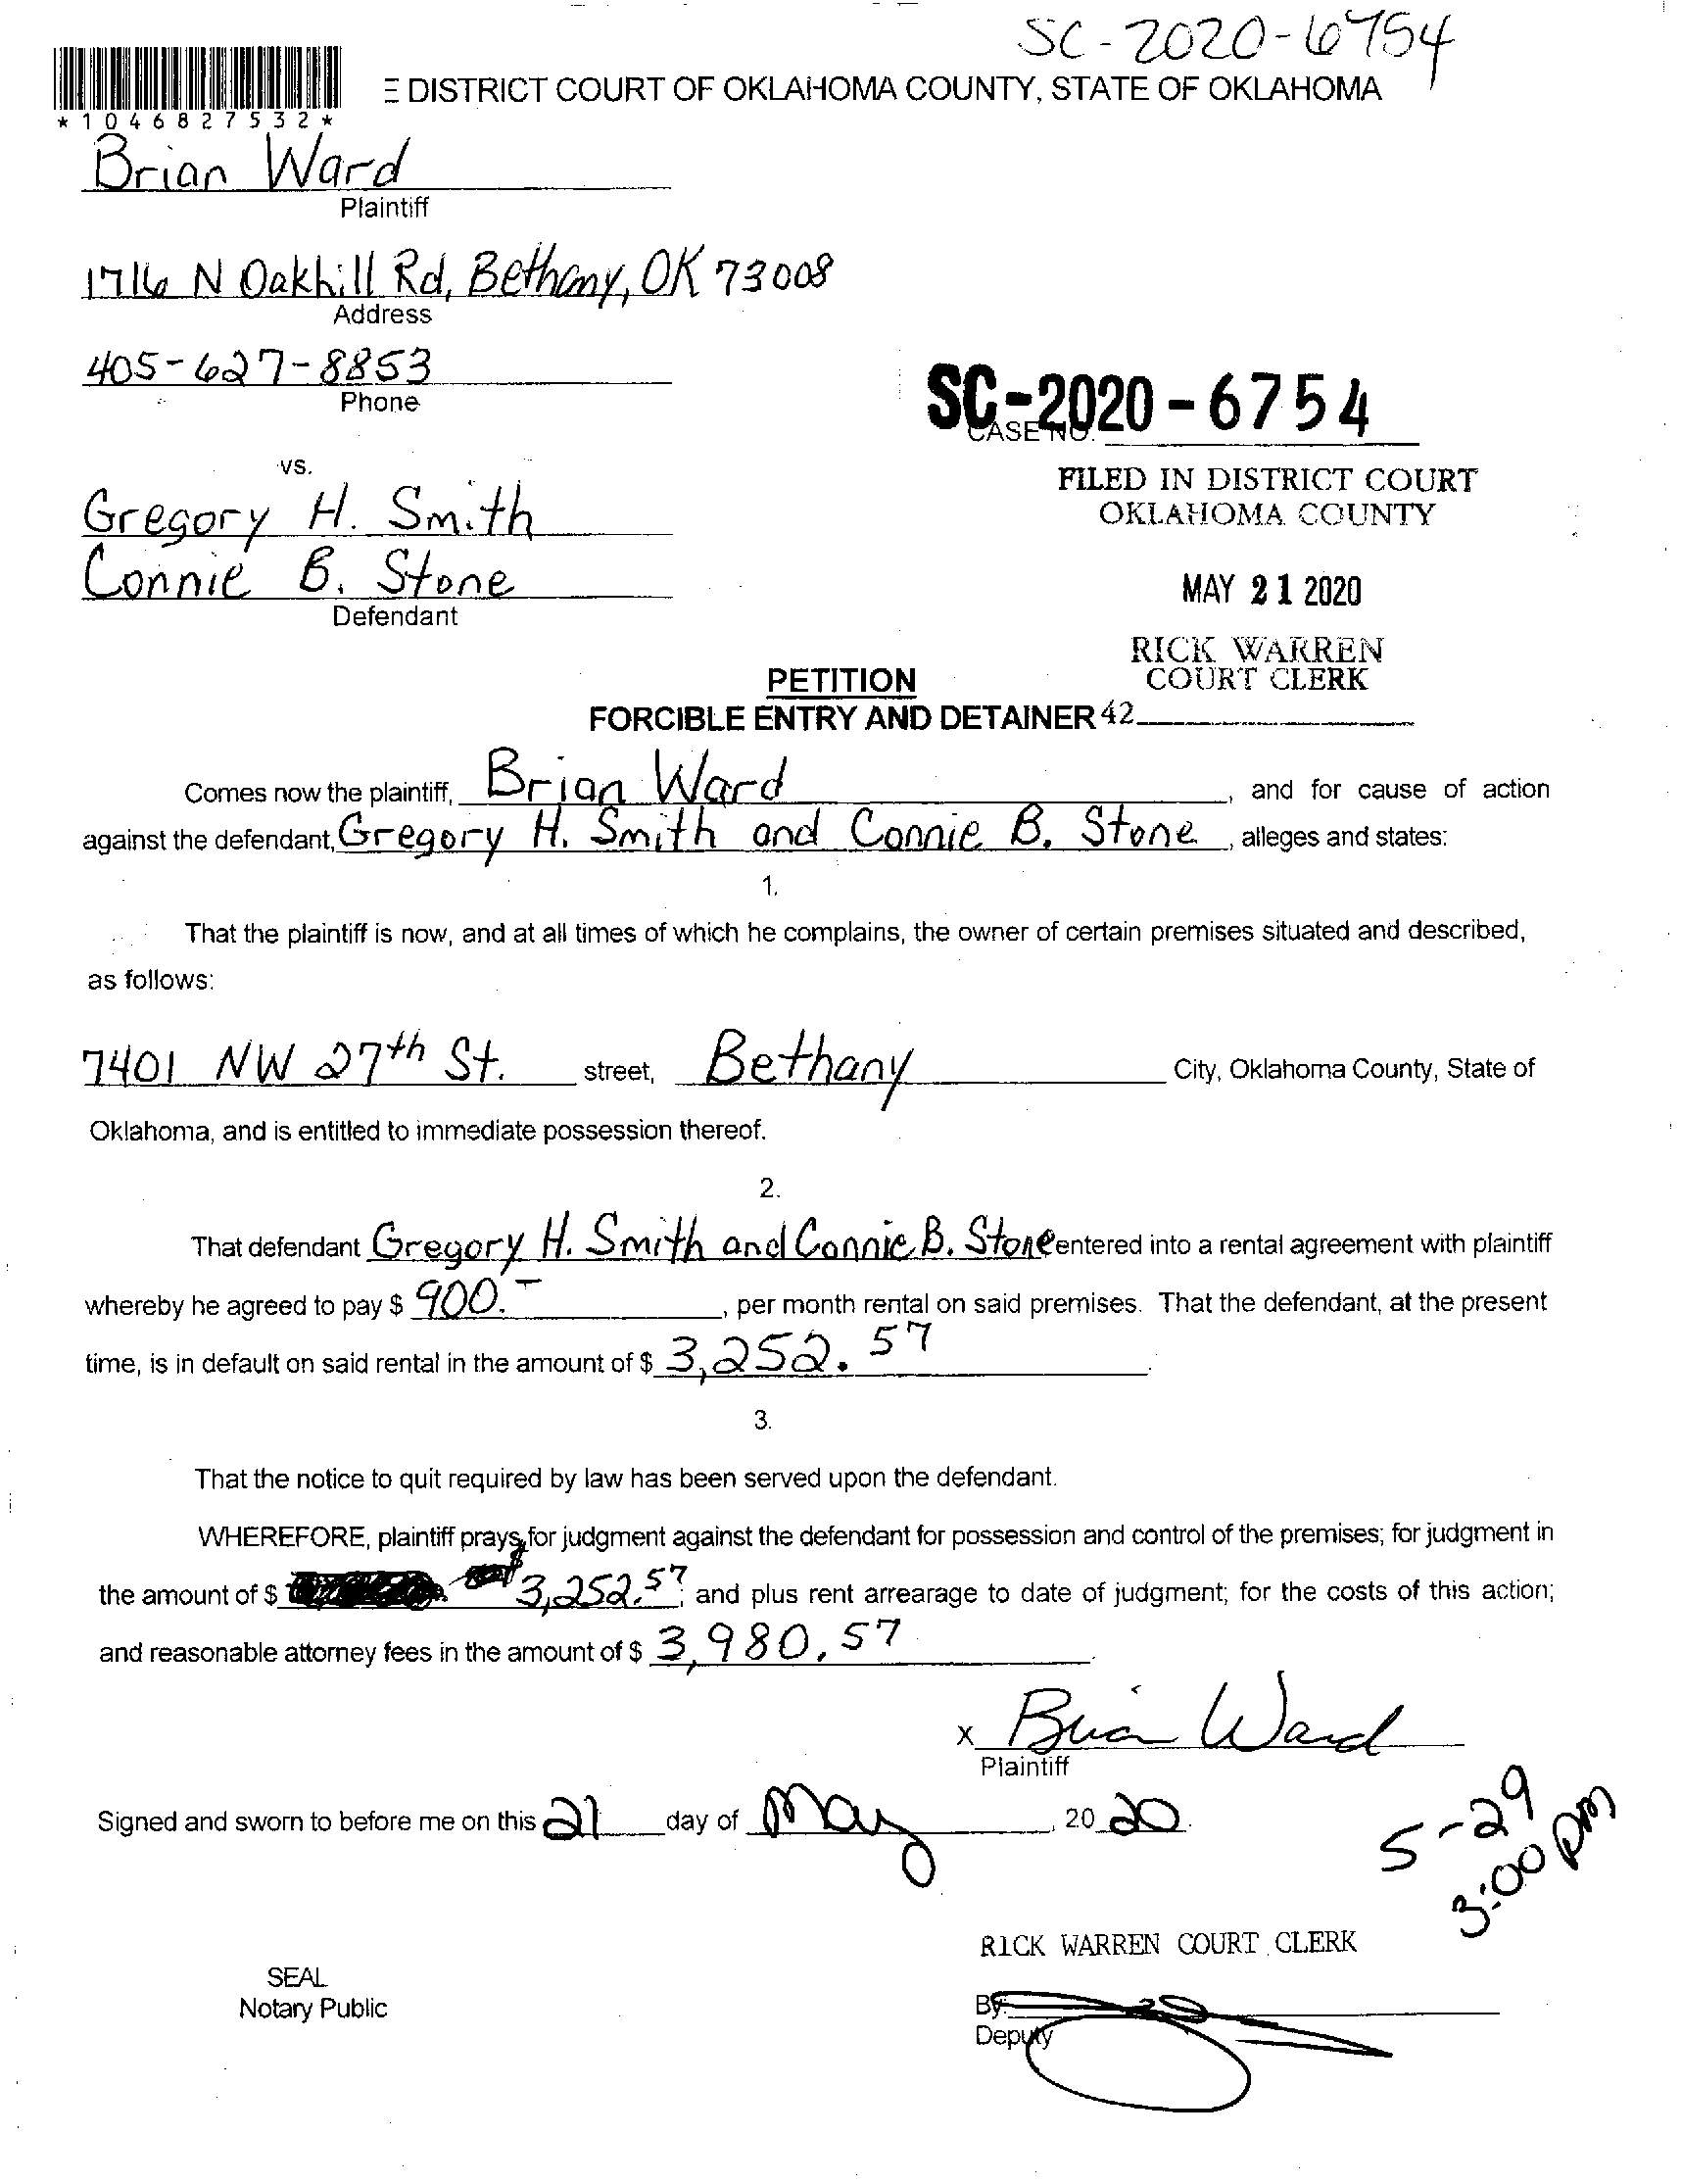 SC-2020-6754
E DISTRICT COURT OF OKLAHOMA COUNTY, STATE OF OKLAHOMA
*1046827532*
Brian Ward
Plaintiff
1716 N Oakhill Rd, Bethany, OK 73008
Address
405-627-8853
Phone
SC-2020-6754
CASE NO.
vs.
FILED IN DISTRICT COURT
OKLAHOMA COUNTY
Gregory H. Smith
Connie B. Stone
Defendant
MAY 21 2020
RICK WARREN
COURT CLERK
PETITION
FORCIBLE ENTRY AND DETAINER 42
Comes now the plaintiff, Brian Ward, and for cause of action
against the defendant, Gregory H. Smith and Connie B. Stone, alleges and states:
1.
That the plaintiff is now, and at all times of which he complains, the owner of certain premises situated and described,
as follows:
7401 NW 27th St. street, Bethany City, Oklahoma County, State of
Oklahoma, and is entitled to immediate possession thereof.
2.
That defendant Gregory H. Smith and Connie B. Stone entered into a rental agreement with plaintiff
whereby he agreed to pay $ 900.-, per month rental on said premises. That the defendant, at the present
time, is in default on said rental in the amount of $ 3,252.57.
3.
That the notice to quit required by law has been served upon the defendant.
WHEREFORE, plaintiff prays for judgment against the defendant for possession and control of the premises; for judgment in
the amount of $ $3,252.57; and plus rent arrearage to date of judgment; for the costs of this action;
and reasonable attorney fees in the amount of $ 3,980.57.
x Brian Ward
Plaintiff
Signed and sworn to before me on this 21 day of May, 2020.
5-29
3:00 pm
RICK WARREN COURT CLERK
SEAL
Notary Public
By:
Deputy